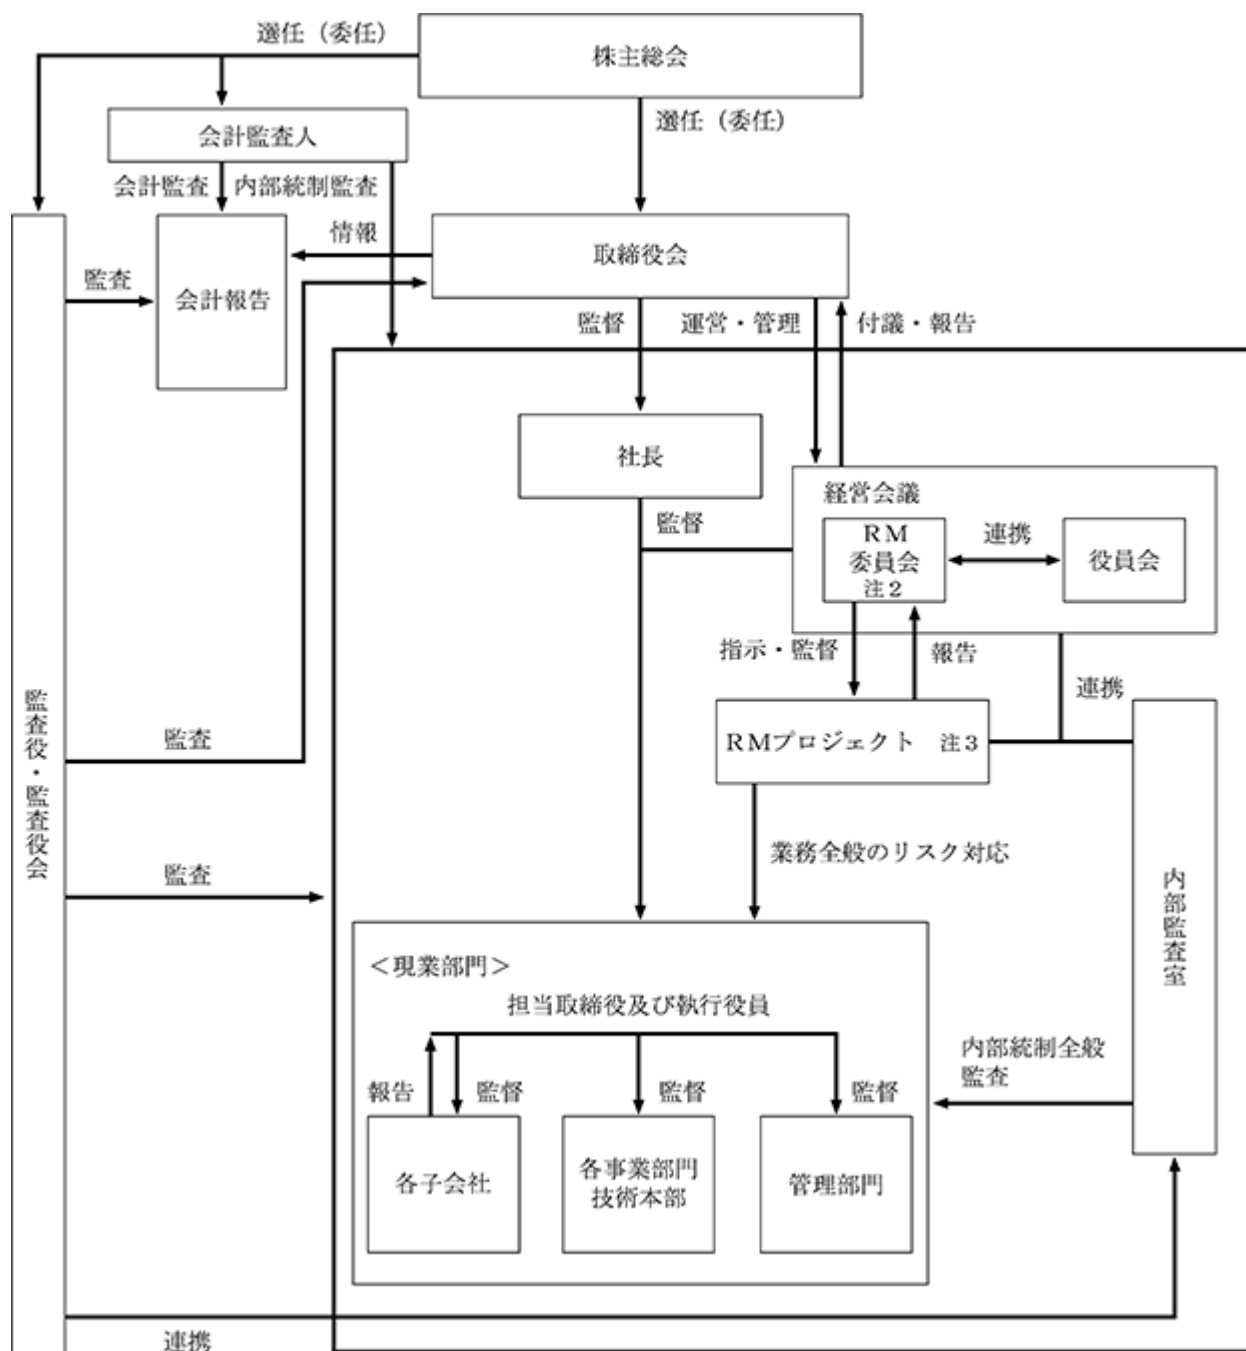 選任（委任）
株主総会
選任（委任）
会計監査人
会計監査
内部統制監査
情報
取締役会
監査
会計報告
監督
運営・管理
付議・報告
社長
経営会議
監督
ＲＭ
委員会
注２
連携
役員会
指示・監督
報告
連携
監査役・監査役会
監査
ＲＭプロジェクト　注３
業務全般のリスク対応
監査
内部監査室
＜現業部門＞
担当取締役及び執行役員
内部統制全般
監査
報告
監督
監督
監督
各子会社
各事業部門
技術本部
管理部門
連携